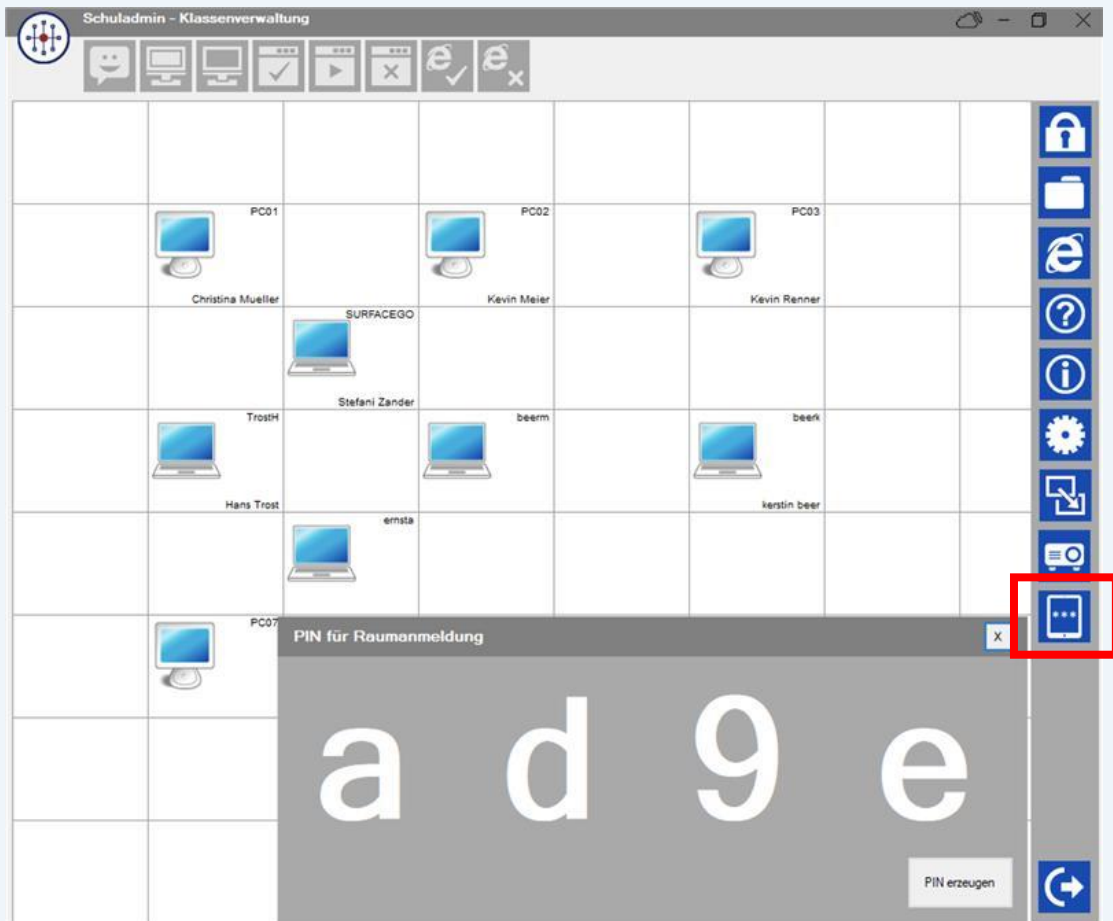 Schuladmin - Klassenverwaltung
PC01
PC02
PC03
Christina Mueller
Kevin Meier
Kevin Renner
SURFACEGO
Stefani Zander
TrostH
beerm
beerk
Hans Trost
kerstin beer
ernsta
PC07
PIN für Raumanmeldung
x
a d 9 e
PIN erzeugen